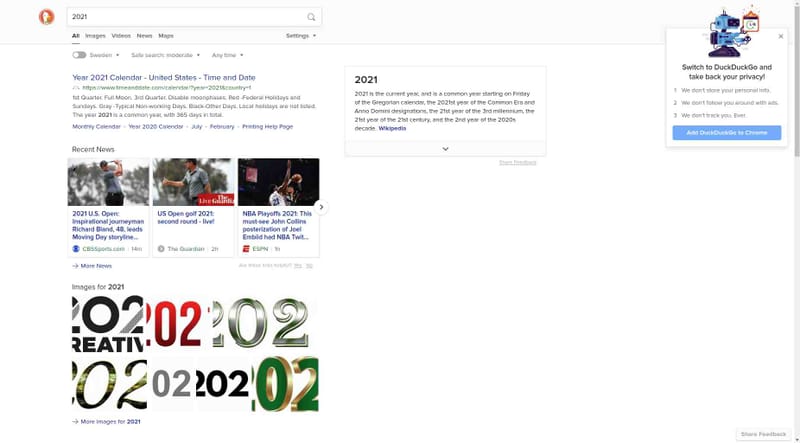 2021
All Images Videos News Maps Settings
Sweden Safe search: moderate Any time
Year 2021 Calendar - United States - Time and Date
https://www.timeanddate.com/calendar/?year=2021&country=1
1st Quarter. Full Moon. 3rd Quarter. Disable moonphases. Red-Federal Holidays and
Sundays. Gray-Typical Non-working Days. Black-Other Days. Local holidays are not listed.
The year 2021 is a common year, with 365 days in total.
Monthly Calendar - Year 2020 Calendar - July - February - Printing Help Page
Recent News
The
Live Guardian
2021 U.S. Open:
Inspirational journeyman
Richard Bland, 48, leads
Moving Day storyline...
CBSSports.com 14m
US Open golf 2021:
second round - live!
The Guardian 2h
NBA Playoffs 2021: This
must-see John Collins
posterization of Joel
Embiid had NBA Twit...
ESPN 1h
More News
Are these links helpful? Yes No
Images for 2021
202
REATIV
202
202
202
02
202
02
More Images for 2021
2021
2021 is the current year, and is a common year starting on Friday
of the Gregorian calendar, the 2021st year of the Common Era and
Anno Domini designations, the 21st year of the 3rd millennium, the
21st year of the 21st century, and the 2nd year of the 2020s
decade. Wikipedia
Share Feedback
Switch to DuckDuckGo and
take back your privacy!
1 We don't store your personal info.
2 We don't follow you around with ads.
3 We don't track you. Ever.
Add DuckDuckGo to Chrome
Share Feedback